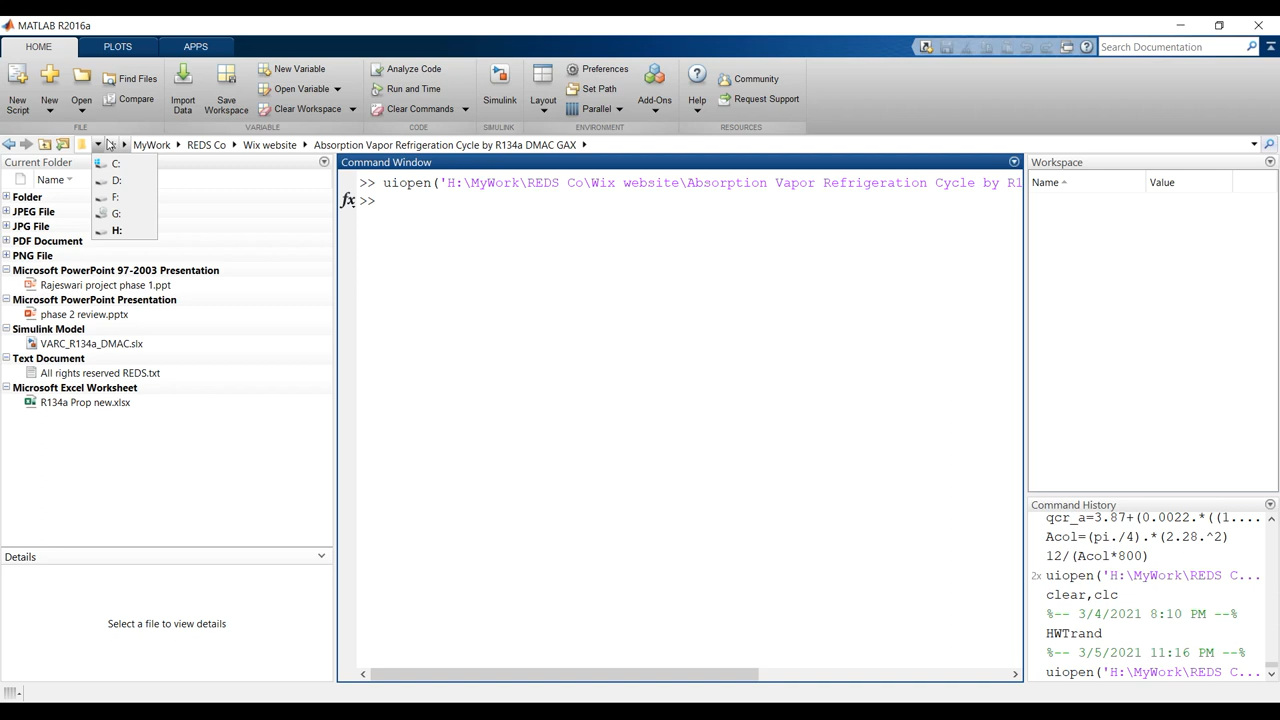 MATLAB R2016a
HOME
PLOTS
APPS
Search Documentation
New Script
New
Open
Find Files
Compare
Import Data
Save Workspace
New Variable
Open Variable
Clear Workspace
Analyze Code
Run and Time
Clear Commands
Simulink
Layout
Preferences
Set Path
Parallel
Add-Ons
Help
Community
Request Support
FILE
VARIABLE
CODE
SIMULINK
ENVIRONMENT
RESOURCES
MyWork
REDS Co
Wix website
Absorption Vapor Refrigeration Cycle by R134a DMAC GAX
C:
D:
F:
G:
H:
Current Folder
Name
Folder
JPEG File
JPG File
PDF Document
PNG File
Microsoft PowerPoint 97-2003 Presentation
Rajeswari project phase 1.ppt
Microsoft PowerPoint Presentation
phase 2 review.pptx
Simulink Model
VARC_R134a_DMAC.slx
Text Document
All rights reserved REDS.txt
Microsoft Excel Worksheet
R134a Prop new.xlsx
Details
Select a file to view details
Command Window
>> uiopen('H:\MyWork\REDS Co\Wix website\Absorption Vapor Refrigeration Cycle by R1
fx >>
Workspace
Name
Value
Command History
qcr_a=3.87+(0.0022.*((1....
Acol=(pi./4).*(2.28.^2)
12/(Acol*800)
2x uiopen('H:\MyWork\REDS C...
clear,clc
%-- 3/4/2021 8:10 PM --%
HWTrand
%-- 3/5/2021 11:16 PM --%
uiopen('H:\MyWork\REDS C...